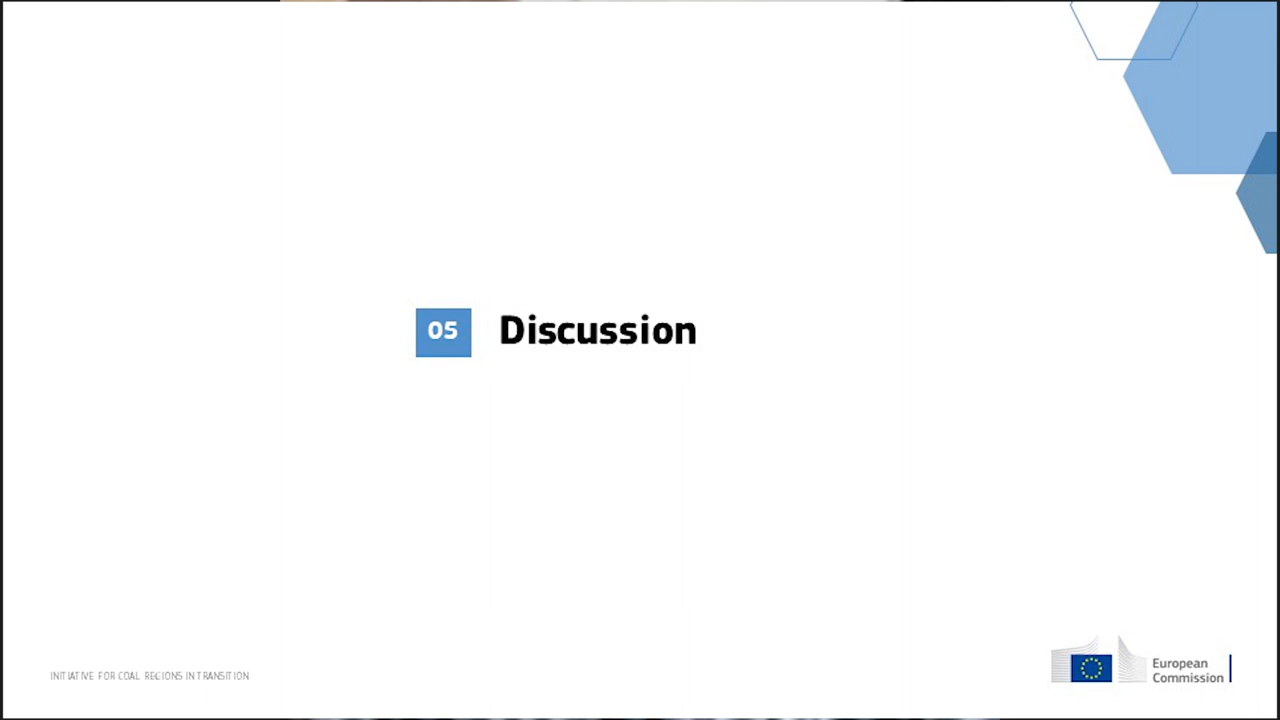 05 Discussion
INITIATIVE FOR COAL REGIONS IN TRANSITION
European
Commission